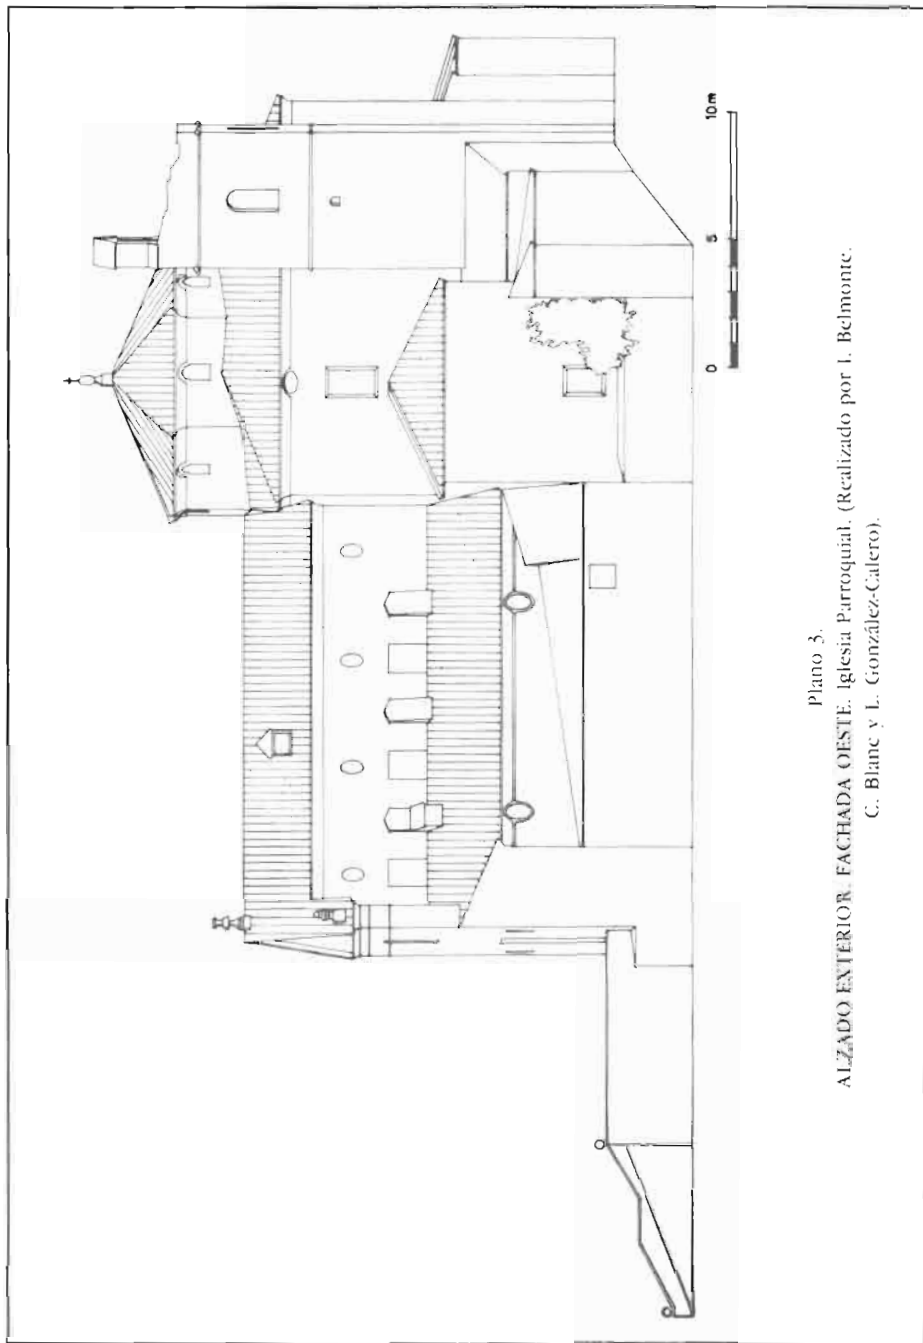 0 5 10m
Plano 3.
ALZADO EXTERIOR. FACHADA OESTE. Iglesia Parroquial. (Realizado por I. Belmonte.
C. Blanc y L. González-Calero).